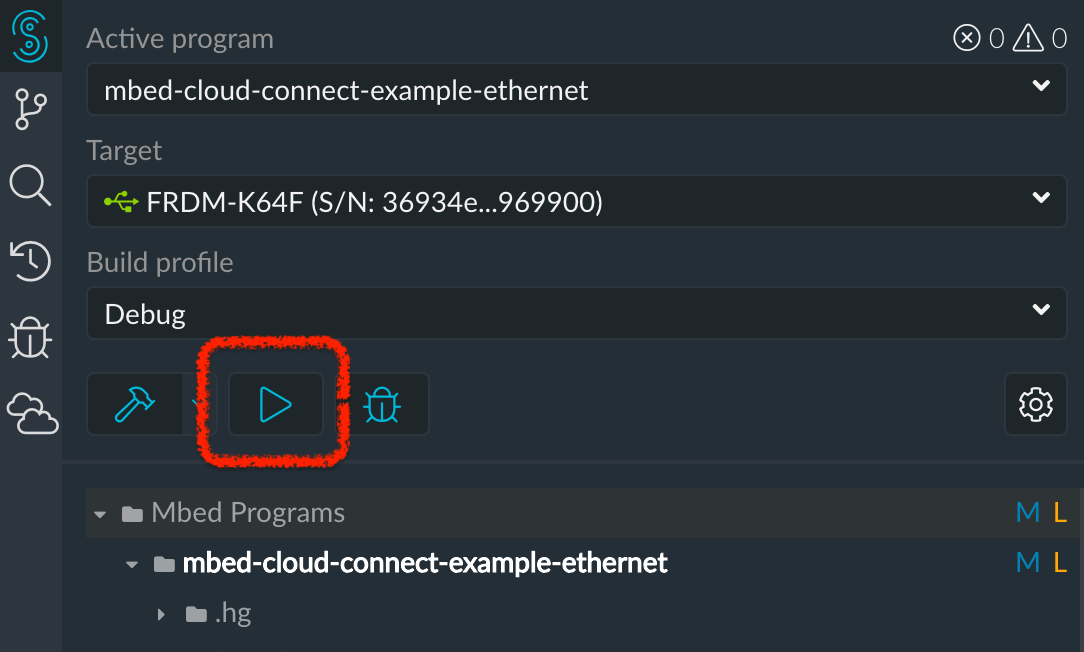 Active program
0 0
mbed-cloud-connect-example-ethernet
Target
FRDM-K64F (S/N: 36934e...969900)
Build profile
Debug
Mbed Programs M L
mbed-cloud-connect-example-ethernet M L
.hg